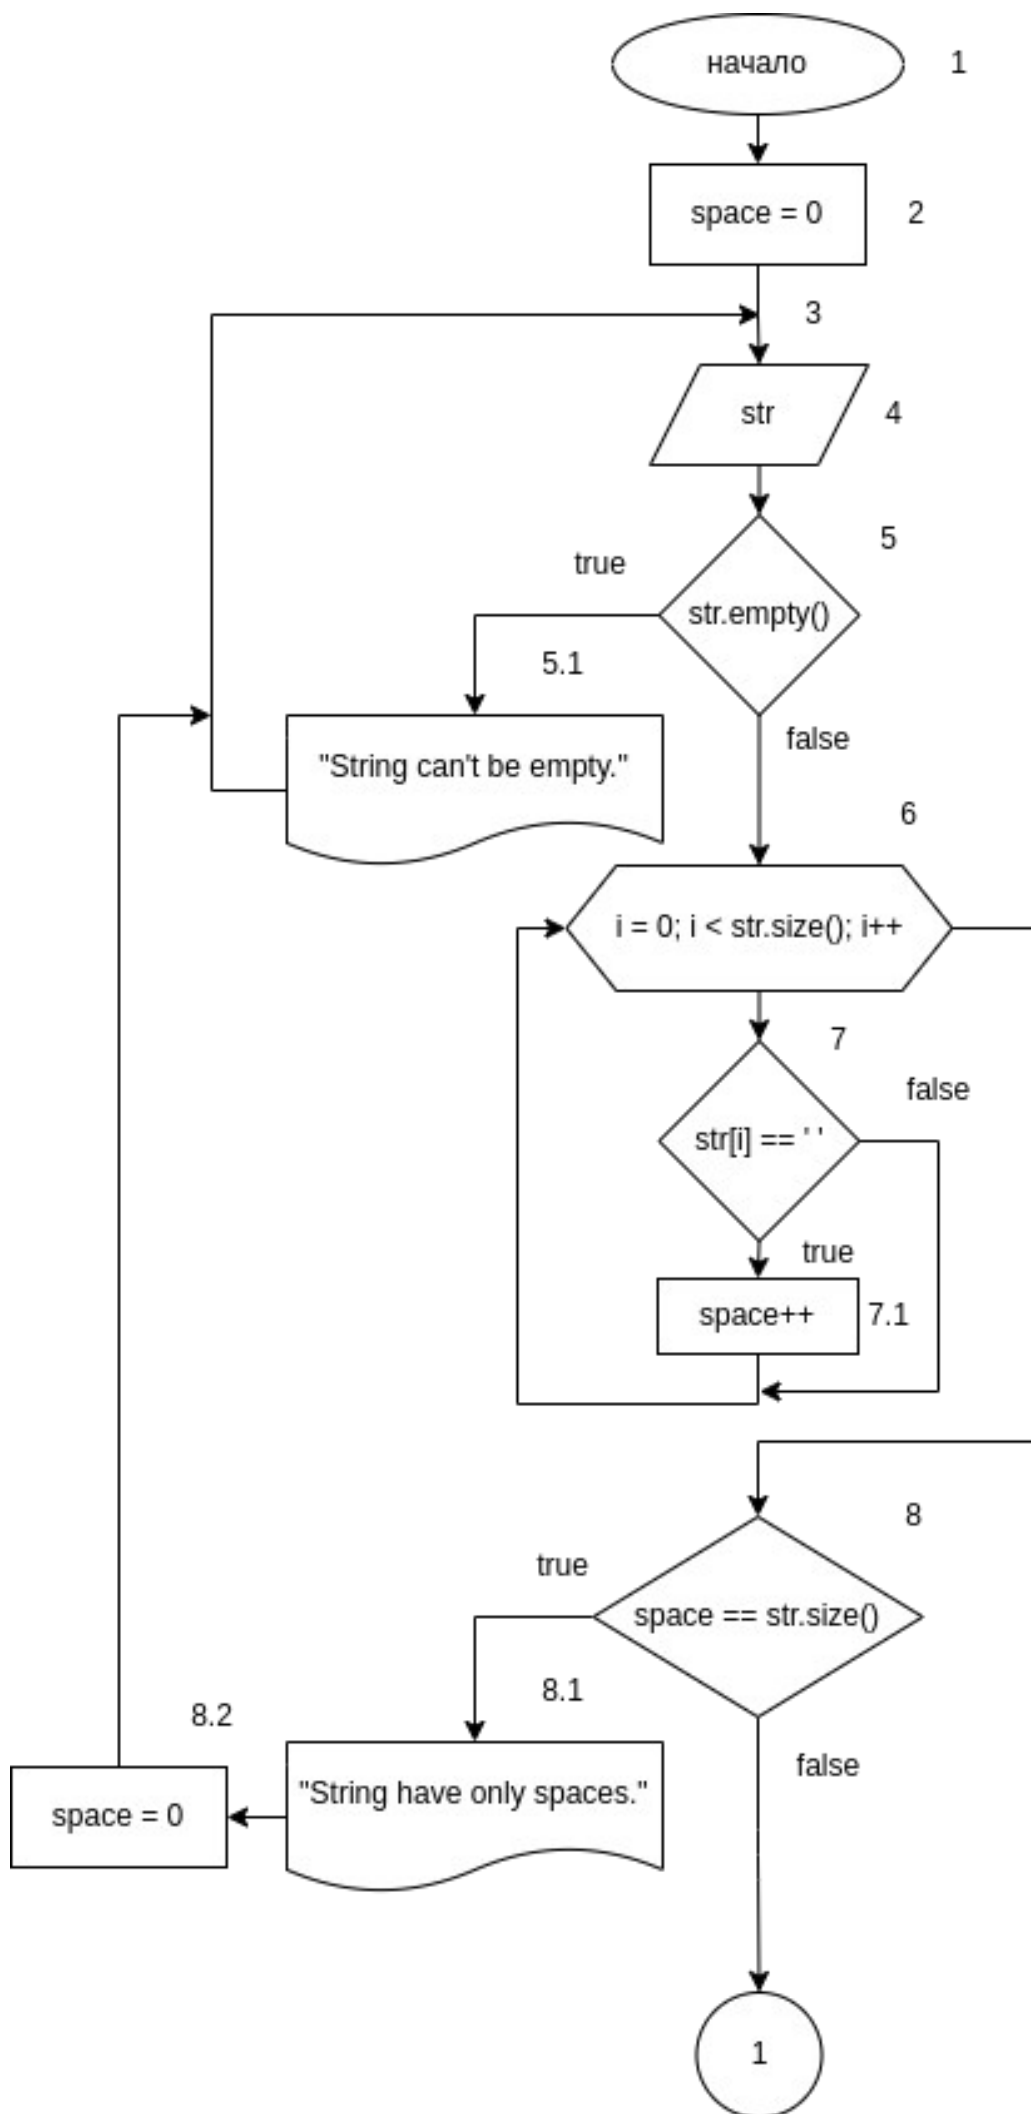 начало
1
space = 0
2
3
str
4
5
true
str.empty()
5.1
false
"String can't be empty."
6
i = 0; i < str.size(); i++
7
false
str[i] == ' '
true
space++
7.1
8
true
space == str.size()
8.1
8.2
false
"String have only spaces."
space = 0
1